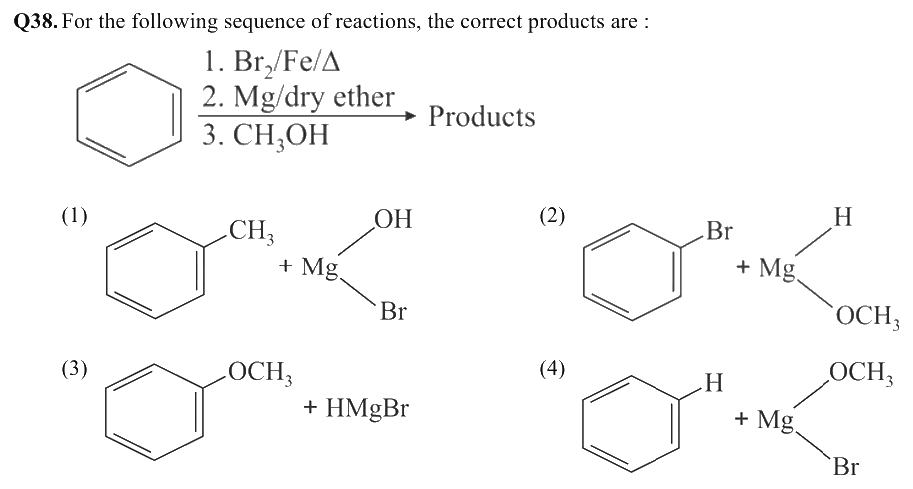 Q38. For the following sequence of reactions, the correct products are :
1. Br₂/Fe/Δ
2. Mg/dry ether
3. CH₃OH
Products
(1)
CH₃
+ Mg
OH
Br
(2)
Br
+ Mg
H
OCH₃
(3)
OCH₃
+ HMgBr
(4)
H
+ Mg
OCH₃
Br